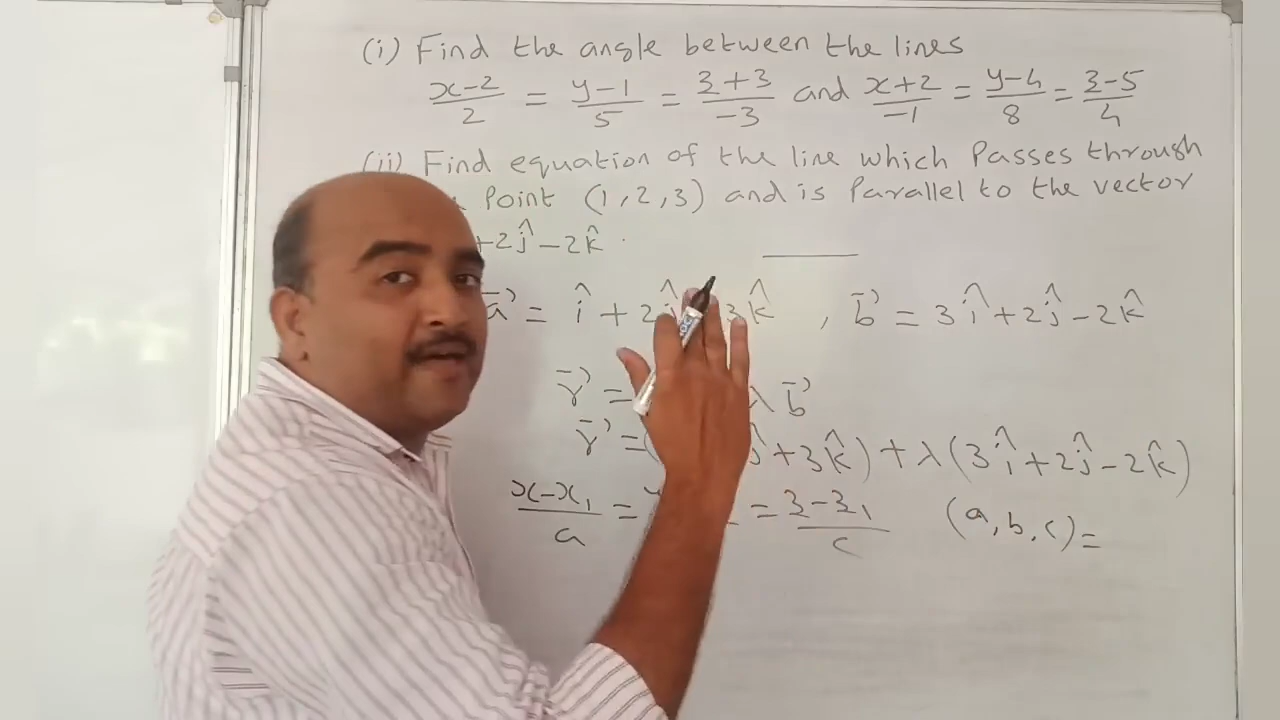 (i) Find the angle between the lines
x-2/2 = y-1/5 = z+3/-3 and x+2/-1 = y-4/8 = z-5/4
(ii) Find equation of the line which Passes through
Point (1,2,3) and is Parallel to the vector
+2ĵ-2k̂.
a⃗ = î + 2ĵ 3k̂ , b⃗ = 3î+2ĵ-2k̂
r⃗ = λ b⃗
r⃗ = ( ĵ+3k̂) + λ(3î+2ĵ-2k̂)
x-x₁/a = = z-z₁/c (a,b,c)=